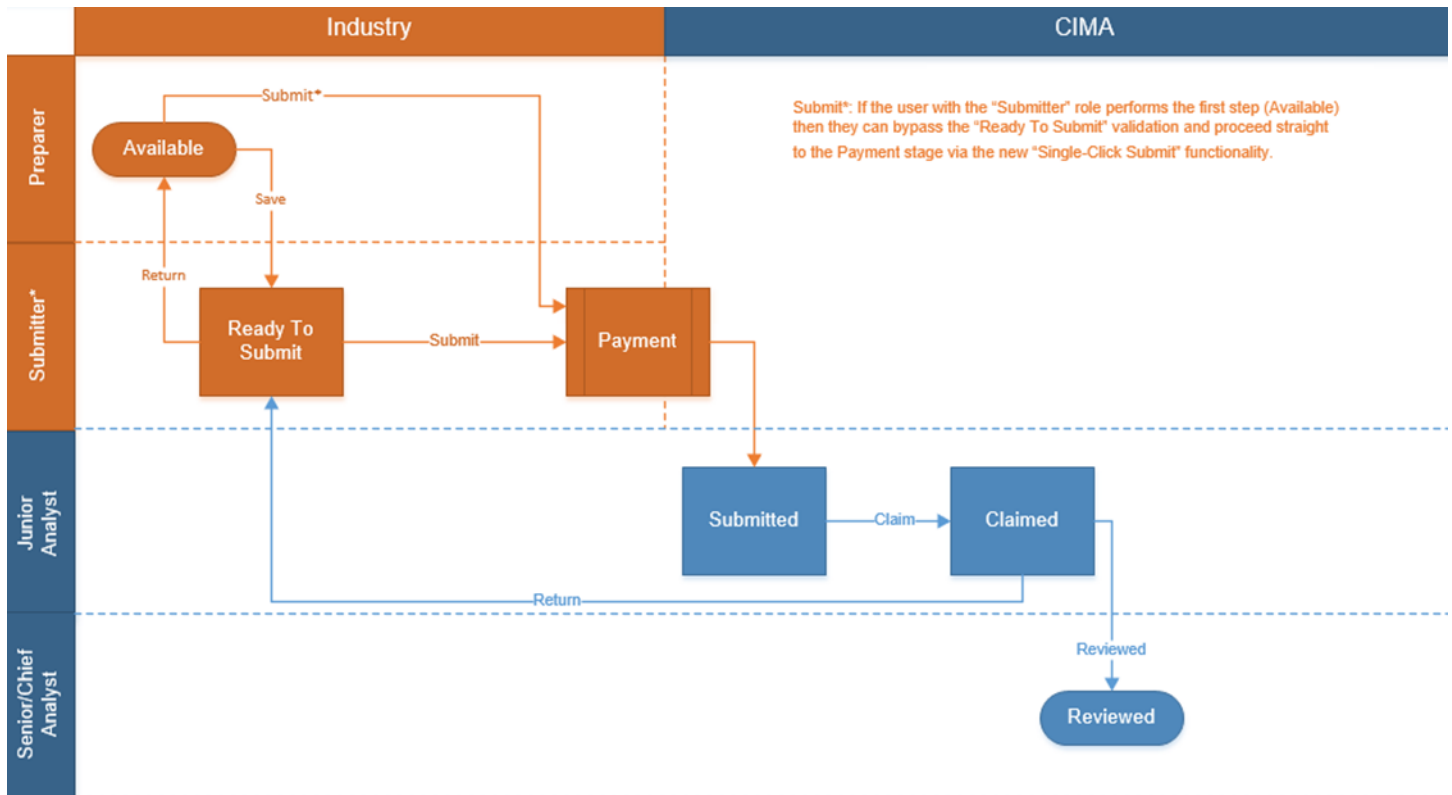 Industry
CIMA
Preparer
Submit*
Available
Save
Submit*: If the user with the “Submitter” role performs the first step (Available)
then they can bypass the “Ready To Submit” validation and proceed straight
to the Payment stage via the new “Single-Click Submit” functionality.
Submitter*
Return
Ready To
Submit
Submit
Payment
Junior
Analyst
Submitted
Claim
Claimed
Return
Senior/Chief
Analyst
Reviewed
Reviewed